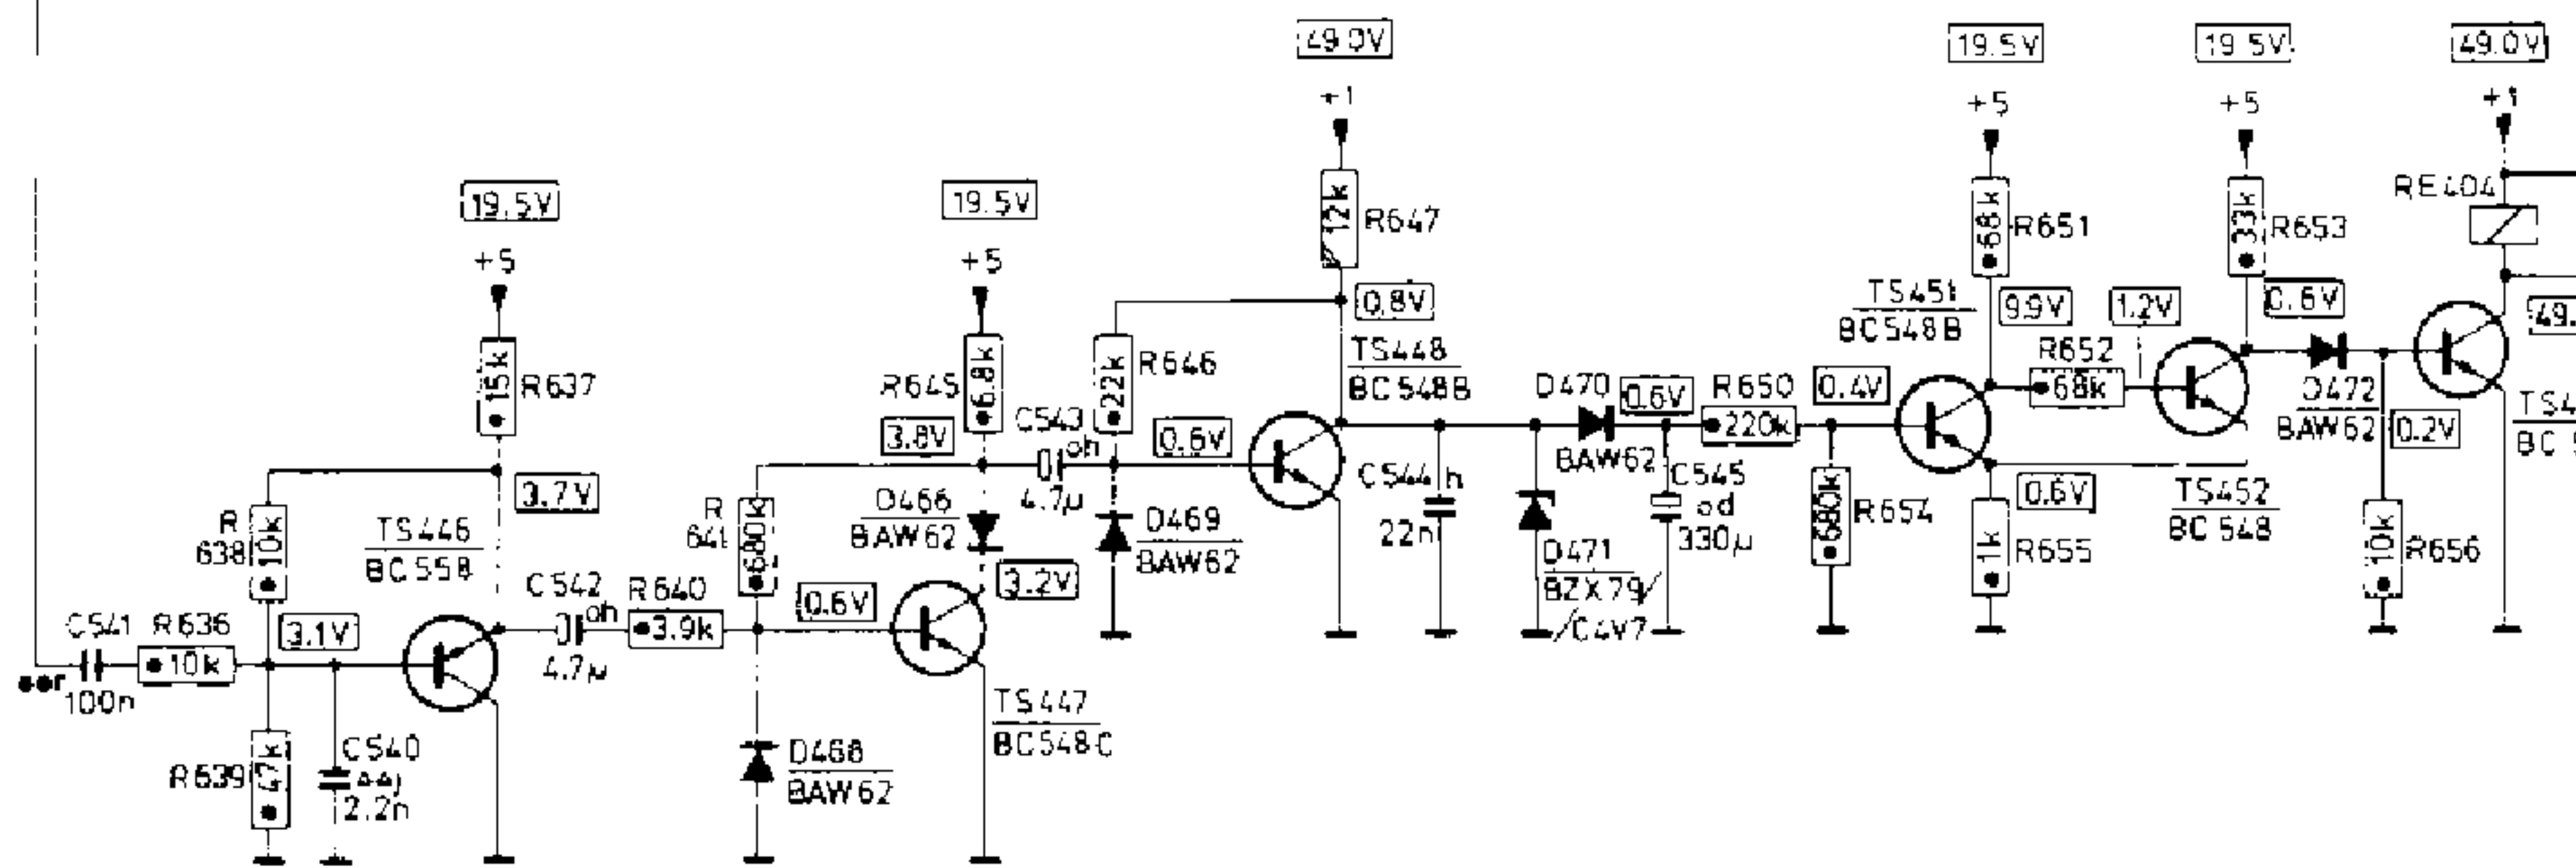 49.0V
19.5V
19.5V
49.0V
+1
+5
+5
+1
19.5V
19.5V
+5
+5
12k
R647
68k
R651
33k
R653
RE404
0.8V
TS451
BC548B
9.9V
1.2V
0.6V
49.
15k
R637
R645
6.8k
22k
R646
TS448
BC548B
D470
0.6V
R650
220k
0.4V
R652
68k
D472
BAW62
0.2V
TS4
BC 5
3.8V
C543
oh
4.7µ
0.6V
BAW62
C544
h
22n
C545
od
330µ
680k
R654
0.6V
TS452
BC 548
3.7V
R
638
10k
TS446
BC558
R
641
680k
D466
BAW62
D469
BAW62
D471
BZX79/
/C4V7
1k
R655
10k
R656
3.2V
C542
oh
4.7µ
R640
3.9k
0.6V
C541
100n
R636
10k
3.1V
R639
47k
C540
2.2n
D468
BAW62
TS447
BC548C